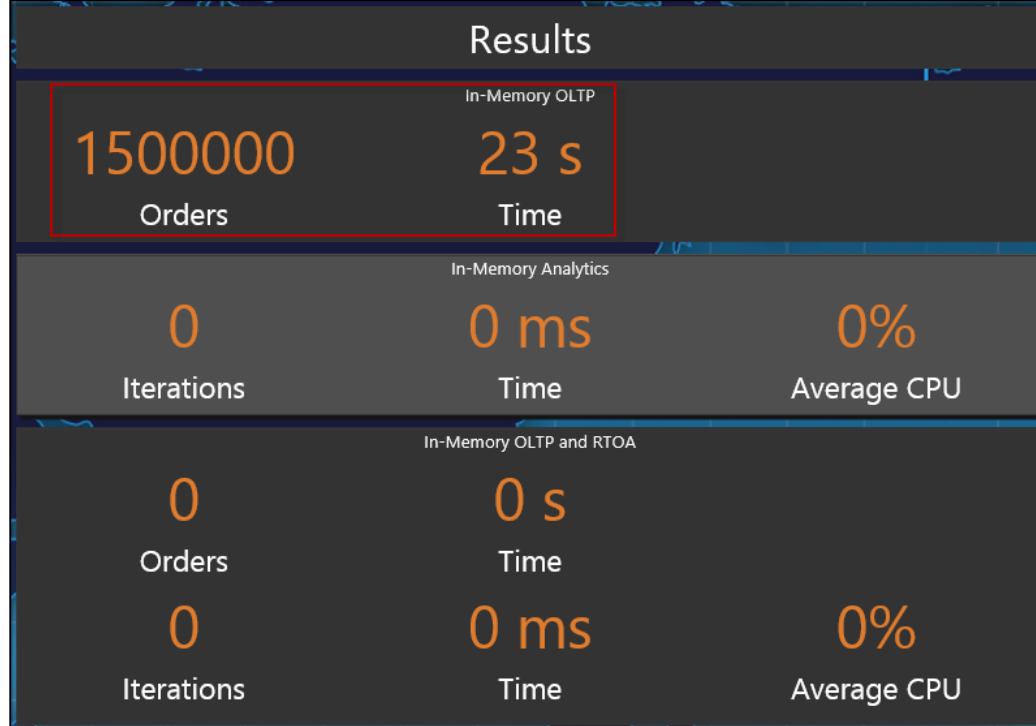 Results
In-Memory OLTP
1500000 23 s
Orders Time
In-Memory Analytics
0 0 ms 0%
Iterations Time Average CPU
In-Memory OLTP and RTOA
0 0 s
Orders Time
0 0 ms 0%
Iterations Time Average CPU